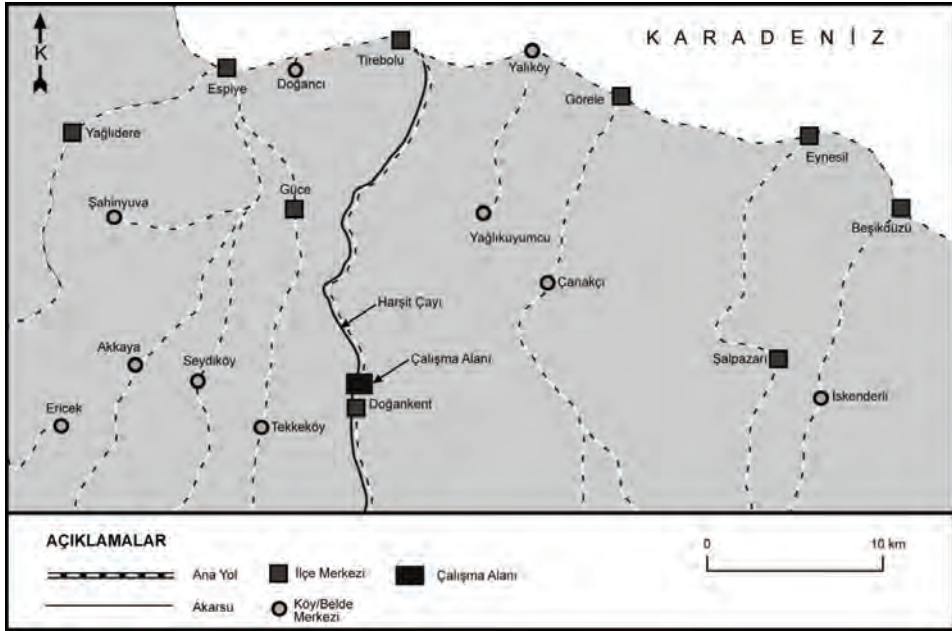 KARADENİZ
K
Tirebolu
Yalıköy
Espiye
Doğancı
Görele
Yağlıdere
Eynesil
Güce
Şahinyuva
Yağlıkuyumcu
Beşikdüzü
Çanakçı
Harşit Çayı
Akkaya
Seydiköy
Çalışma Alanı
Şalpazarı
Ericek
Doğankent
İskenderli
Tekkeköy
AÇIKLAMALAR
0 10 km
Ana Yol
İlçe Merkezi
Çalışma Alanı
Akarsu
Köy/Belde
Merkezi